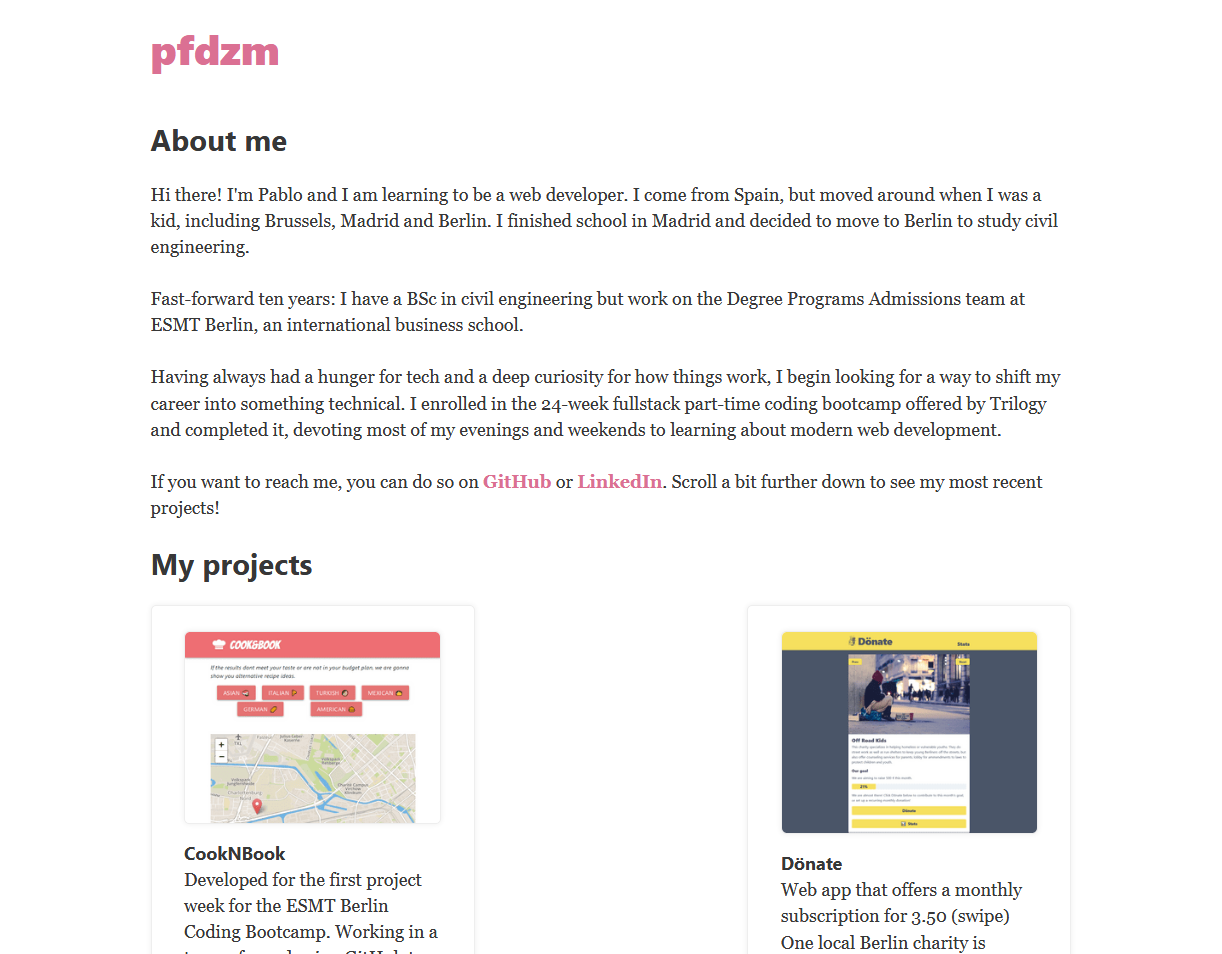 pfdzm
About me
Hi there! I'm Pablo and I am learning to be a web developer. I come from Spain, but moved around when I was a
kid, including Brussels, Madrid and Berlin. I finished school in Madrid and decided to move to Berlin to study civil
engineering.
Fast-forward ten years: I have a BSc in civil engineering but work on the Degree Programs Admissions team at
ESMT Berlin, an international business school.
Having always had a hunger for tech and a deep curiosity for how things work, I begin looking for a way to shift my
career into something technical. I enrolled in the 24-week fullstack part-time coding bootcamp offered by Trilogy
and completed it, devoting most of my evenings and weekends to learning about modern web development.
If you want to reach me, you can do so on GitHub or LinkedIn. Scroll a bit further down to see my most recent
projects!
My projects
COOK&BOOK
If the results dont meet your taste or are not in your budget plan, we are gonna
show you alternative recipe ideas.
ASIAN
ITALIAN
TURKISH
MEXICAN
GERMAN
AMERICAN
+
−
TXL
CookNBook
Developed for the first project
week for the ESMT Berlin
Coding Bootcamp. Working in a
Dönate
Stats
Off Road Kids
Our goal
21%
Dönate
Stats
Dönate
Web app that offers a monthly
subscription for 3.50 (swipe)
One local Berlin charity is